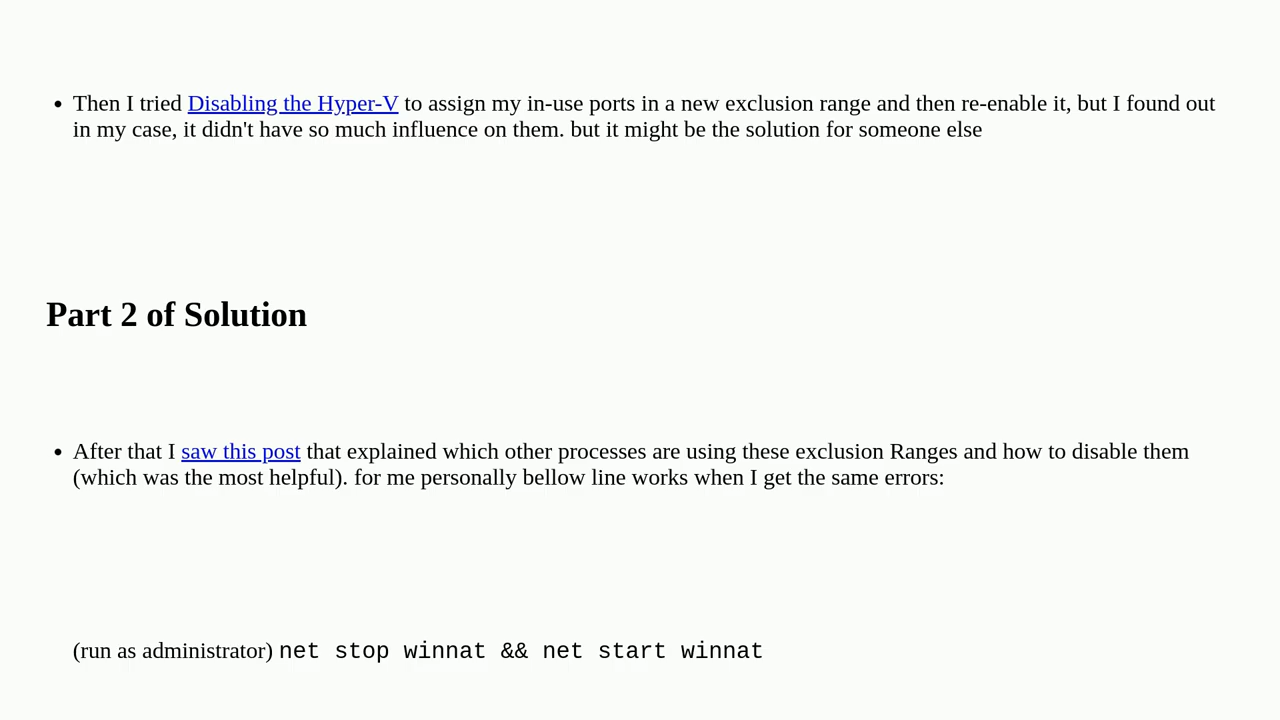 Then I tried Disabling the Hyper-V to assign my in-use ports in a new exclusion range and then re-enable it, but I found out
in my case, it didn't have so much influence on them. but it might be the solution for someone else
Part 2 of Solution
After that I saw this post that explained which other processes are using these exclusion Ranges and how to disable them
(which was the most helpful). for me personally bellow line works when I get the same errors:
(run as administrator) net stop winnat && net start winnat